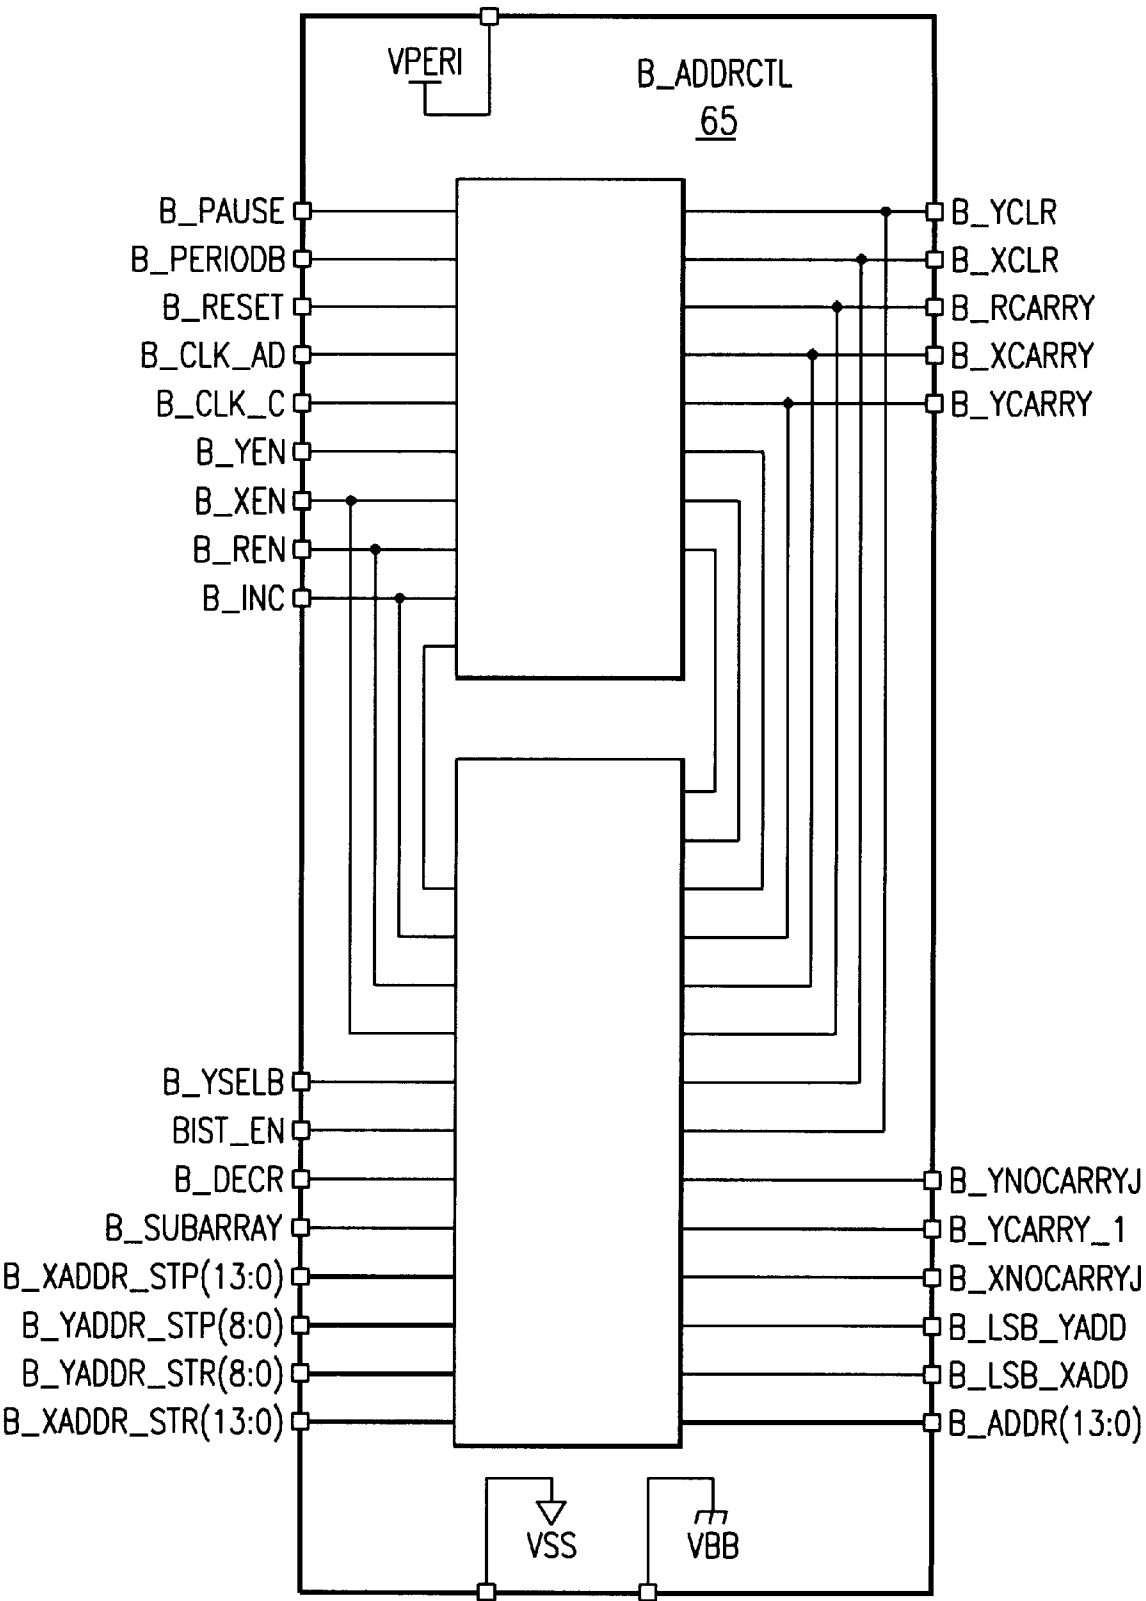 VPERI
B_ADDRCTL
65
B_PAUSE
B_PERIODB
B_RESET
B_CLK_AD
B_CLK_C
B_YEN
B_XEN
B_REN
B_INC
B_YCLR
B_XCLR
B_RCARRY
B_XCARRY
B_YCARRY
B_YSELB
BIST_EN
B_DECR
B_SUBARRAY
B_XADDR_STP(13:0)
B_YADDR_STP(8:0)
B_YADDR_STR(8:0)
B_XADDR_STR(13:0)
B_YNOCARRYJ
B_YCARRY_1
B_XNOCARRYJ
B_LSB_YADD
B_LSB_XADD
B_ADDR(13:0)
VSS
VBB